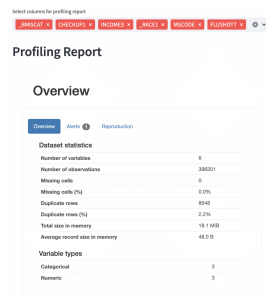 Select columns for profiling report
_BMI5CAT × CHECKUP1 × INCOME3 × _RACE1 × MSCODE × FLUSHOT7 ×
Profiling Report
Overview
Overview Alerts 1 Reproduction
Dataset statistics
Number of variables 6
Number of observations 396201
Missing cells 0
Missing cells (%) 0.0%
Duplicate rows 8548
Duplicate rows (%) 2.2%
Total size in memory 18.1 MiB
Average record size in memory 48.0 B
Variable types
Categorical 3
Numeric 3